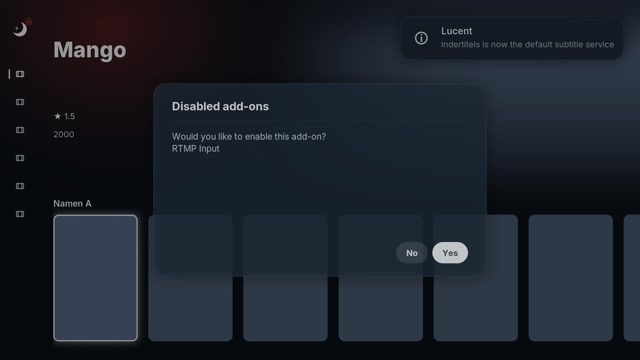 Mango
Lucent
Indertitels is now the default subtitle service
Disabled add-ons
★ 1.5
Would you like to enable this add-on?
2000
RTMP Input
Namen A
No
Yes